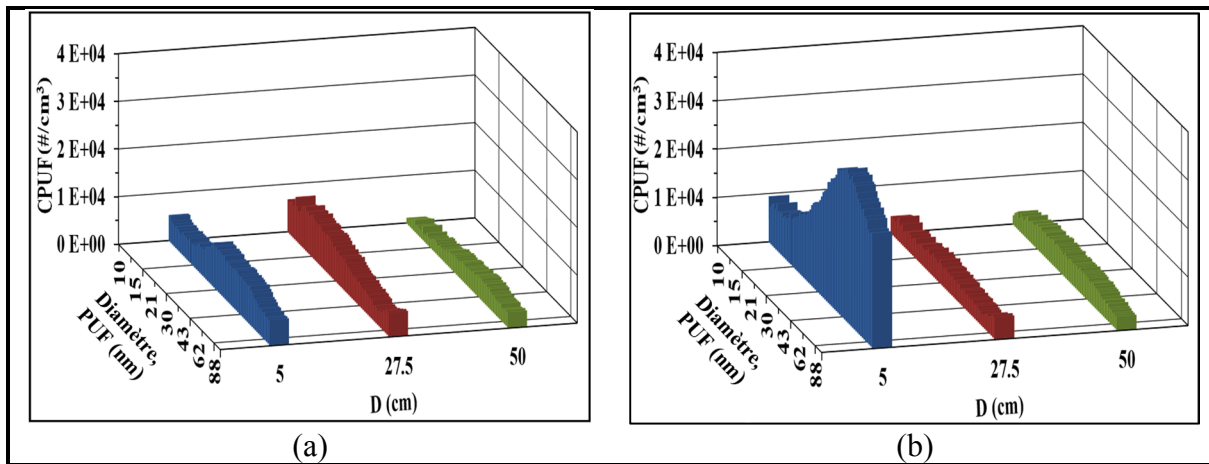 4 E+04
3 E+04
2 E+04
1 E+04
0 E+00
CPUF(#/cm³)
10
15
21
30
43
62
88
Diamètre,
PUF (nm)
5
27.5
50
D (cm)
(a)
4 E+04
3 E+04
2 E+04
1 E+04
0 E+00
CPUF (#/cm³)
10
15
21
30
43
62
88
Diamètre,
PUF (nm)
5
27.5
50
D (cm)
(b)